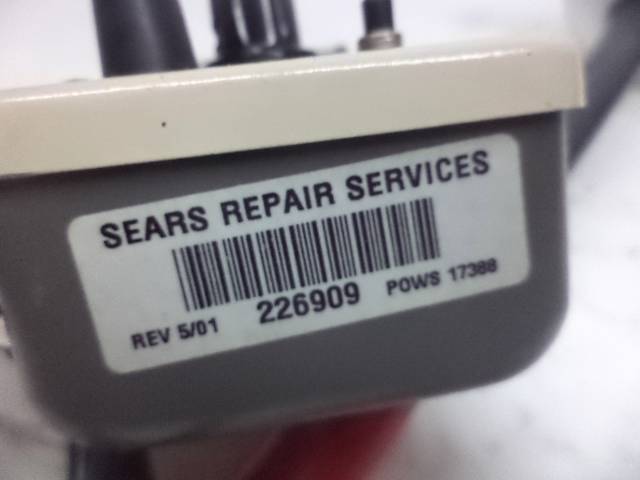 SEARS REPAIR SERVICES
REV 5/01 226909 POWS 17388